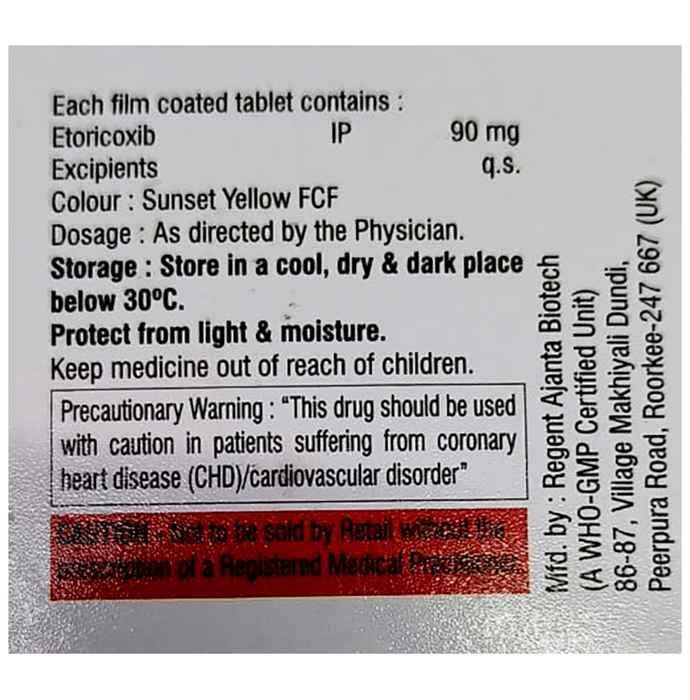 Each film coated tablet contains :
Etoricoxib IP 90 mg
Excipients q.s.
Colour : Sunset Yellow FCF
Dosage : As directed by the Physician.
Storage : Store in a cool, dry & dark place
below 30ºC.
Protect from light & moisture.
Keep medicine out of reach of children.
Precautionary Warning : “This drug should be used
with caution in patients suffering from coronary
heart disease (CHD)/cardiovascular disorder”
CAUTION - Not to be sold by Retail without the
prescription of a Registered Medical Practitioner.
Mfd. by : Regent Ajanta Biotech
(A WHO-GMP Certified Unit)
86-87, Village Makhiyali Dundi,
Peerpura Road, Roorkee-247 667 (UK)